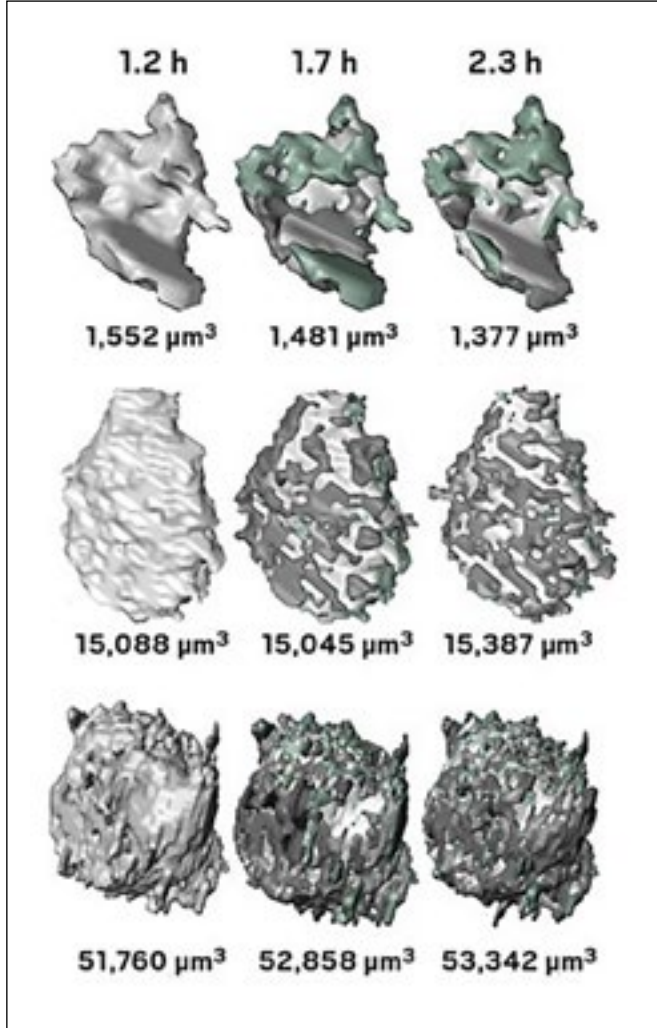 1.2 h 1.7 h 2.3 h
1,552 µm³ 1,481 µm³ 1,377 µm³
15,088 µm³ 15,045 µm³ 15,387 µm³
51,760 µm³ 52,858 µm³ 53,342 µm³